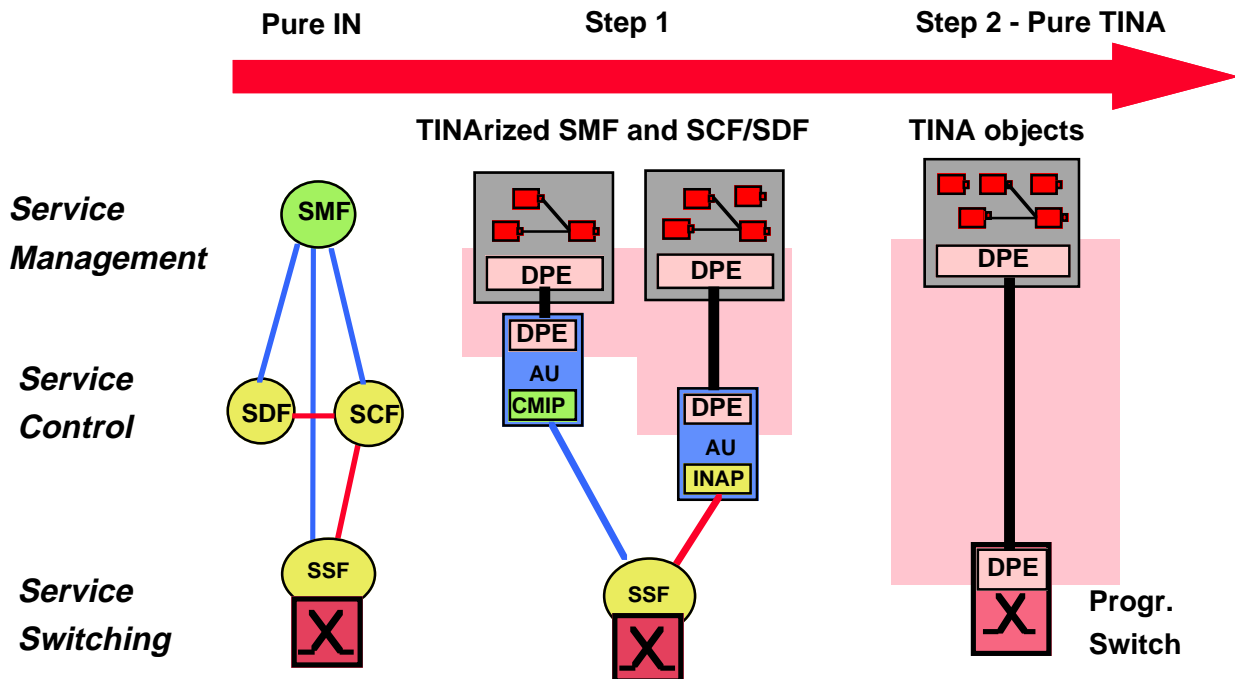 Pure IN
Step 1
Step 2 - Pure TINA
TINArized SMF and SCF/SDF
TINA objects
Service
Management
SMF
DPE
DPE
DPE
DPE
AU
CMIP
Service
Control
SDF
SCF
DPE
AU
INAP
Service
Switching
SSF
SSF
DPE
Progr.
Switch